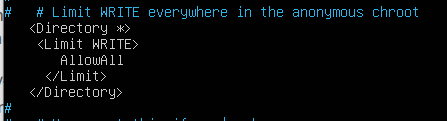 #   # Limit WRITE everywhere in the anonymous chroot
<Directory *>
<Limit WRITE>
AllowAll
</Limit>
</Directory>
#